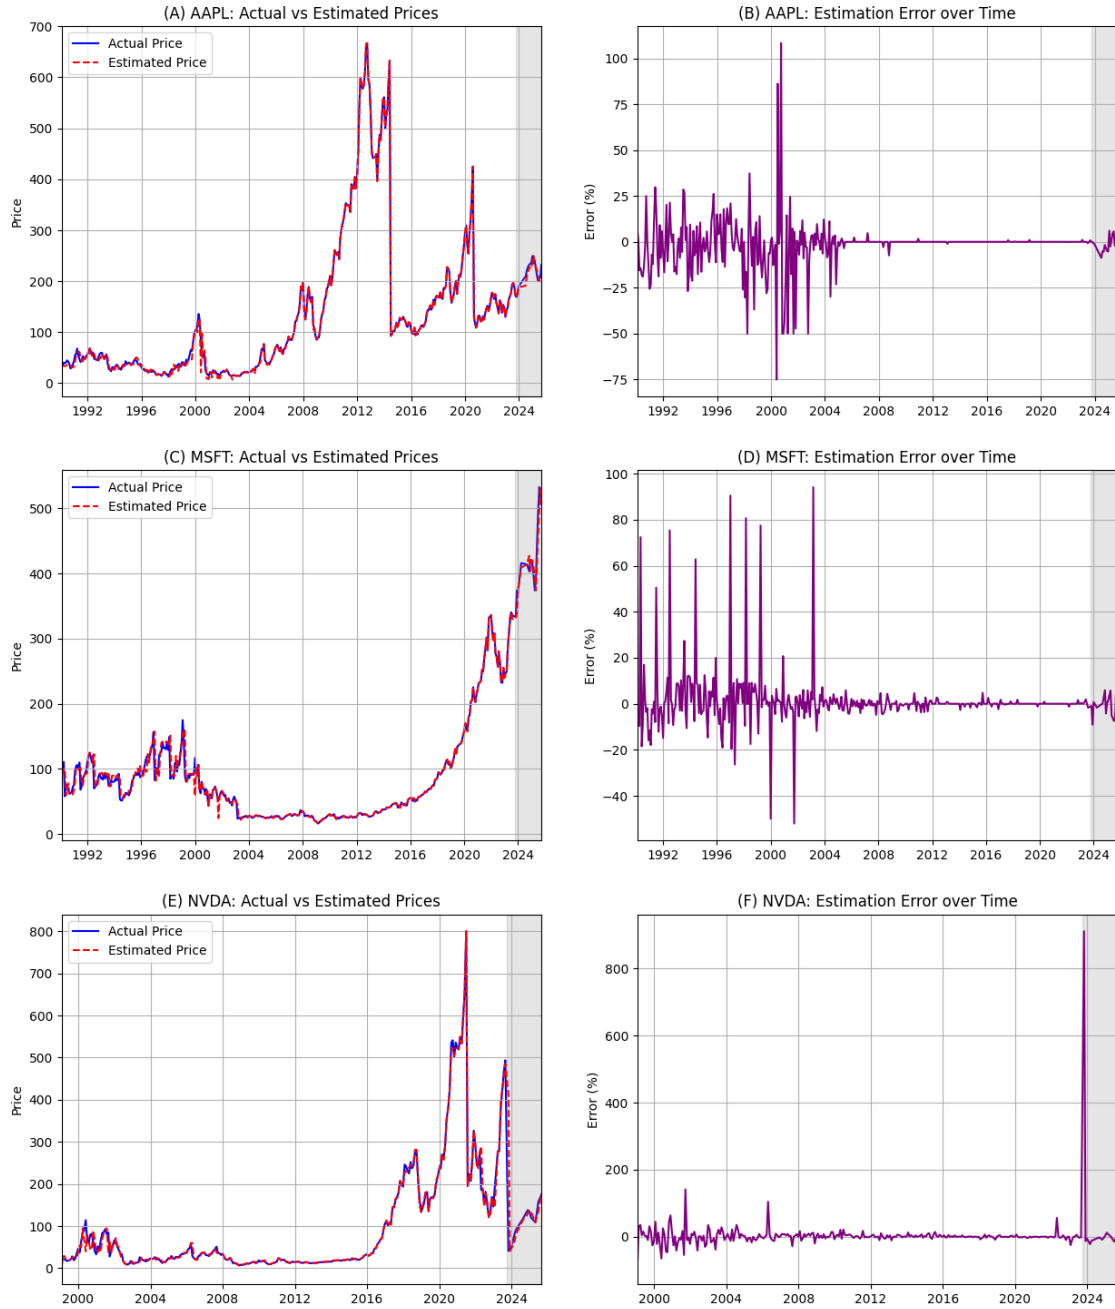 (A) AAPL: Actual vs Estimated Prices
700
600
500
400
300
200
100
0
Price
Actual Price
Estimated Price
1992 1996 2000 2004 2008 2012 2016 2020 2024
(B) AAPL: Estimation Error over Time
100
75
50
25
0
−25
−50
−75
Error (%)
1992 1996 2000 2004 2008 2012 2016 2020 2024
(C) MSFT: Actual vs Estimated Prices
500
400
300
200
100
0
Price
Actual Price
Estimated Price
1992 1996 2000 2004 2008 2012 2016 2020 2024
(D) MSFT: Estimation Error over Time
100
80
60
40
20
0
−20
−40
Error (%)
1992 1996 2000 2004 2008 2012 2016 2020 2024
(E) NVDA: Actual vs Estimated Prices
800
700
600
500
400
300
200
100
0
Price
Actual Price
Estimated Price
2000 2004 2008 2012 2016 2020 2024
(F) NVDA: Estimation Error over Time
800
600
400
200
0
Error (%)
2000 2004 2008 2012 2016 2020 2024